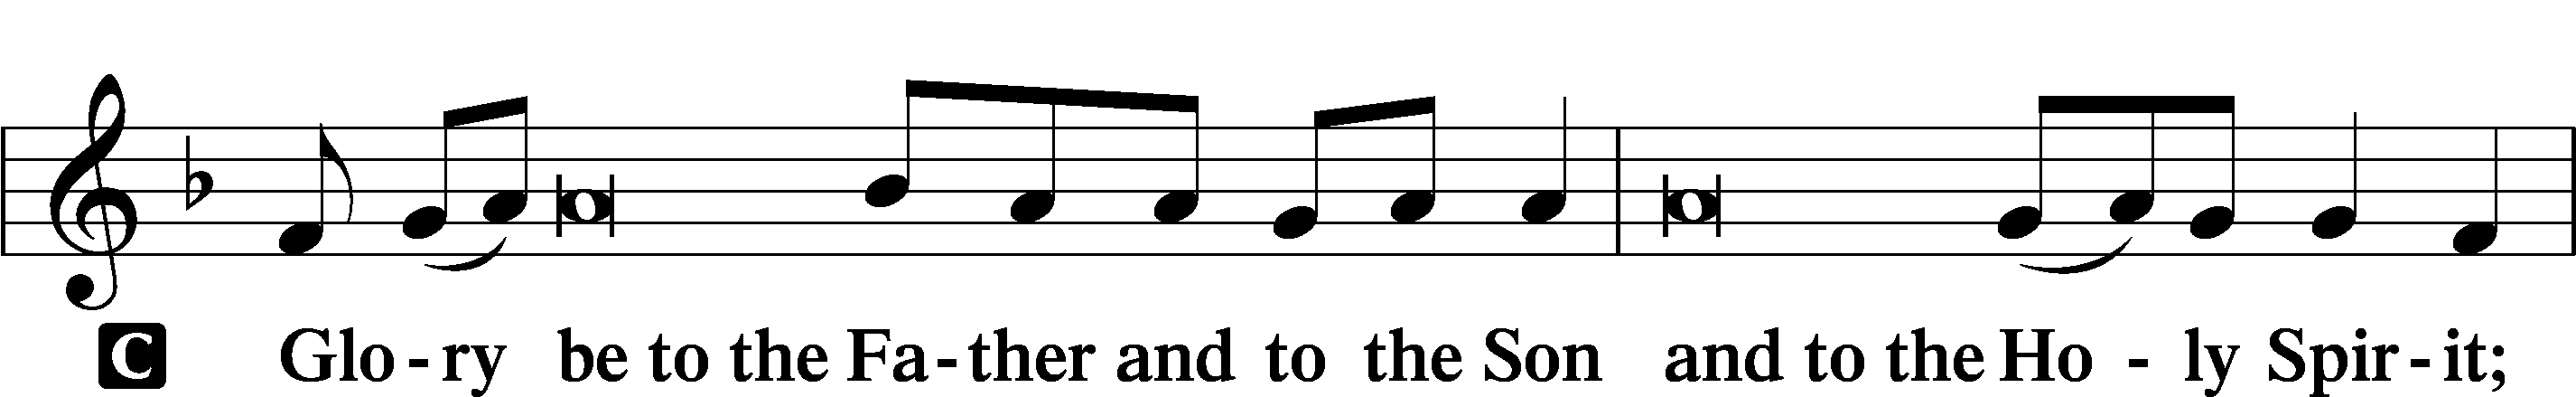 C Glo - ry be to the Fa - ther and to the Son and to the Ho - ly Spir - it;